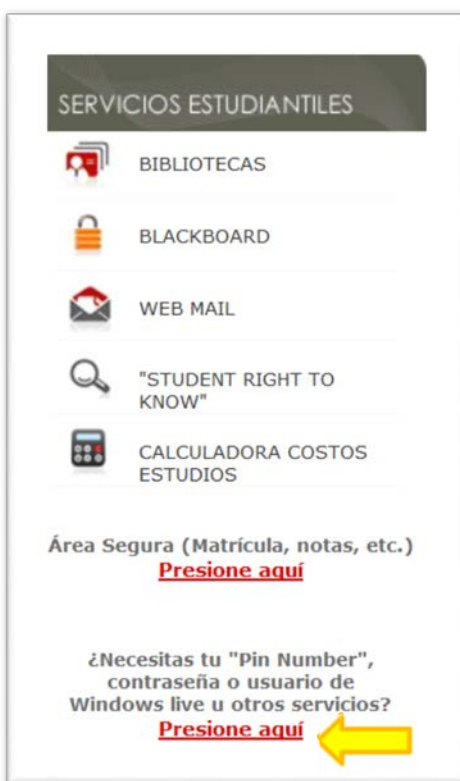 SERVICIOS ESTUDIANTILES
BIBLIOTECAS
BLACKBOARD
WEB MAIL
"STUDENT RIGHT TO
KNOW"
CALCULADORA COSTOS
ESTUDIOS
Área Segura (Matrícula, notas, etc.)
Presione aquí
¿Necesitas tu "Pin Number",
contraseña o usuario de
Windows live u otros servicios?
Presione aquí